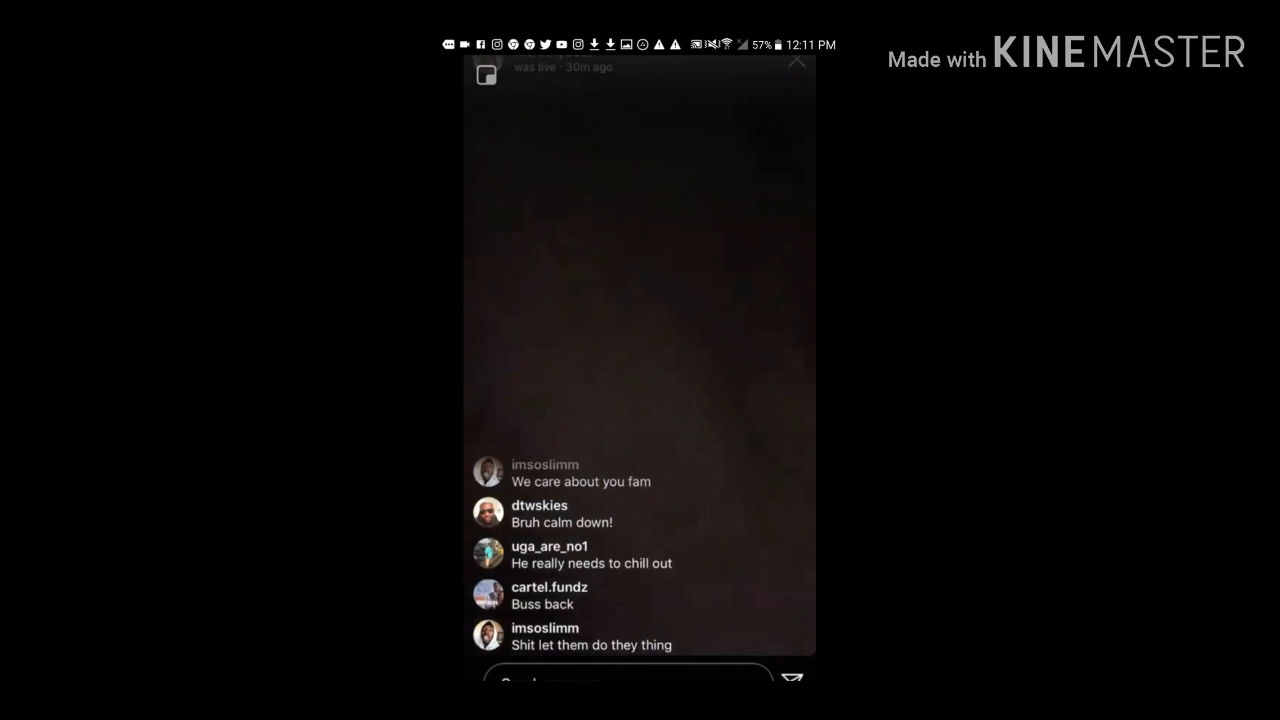 57% 12:11 PM
Made with KINEMASTER
was live · 30m ago
imsoslimm
We care about you fam
dtwskies
Bruh calm down!
uga_are_no1
He really needs to chill out
cartel.fundz
Buss back
imsoslimm
Shit let them do they thing